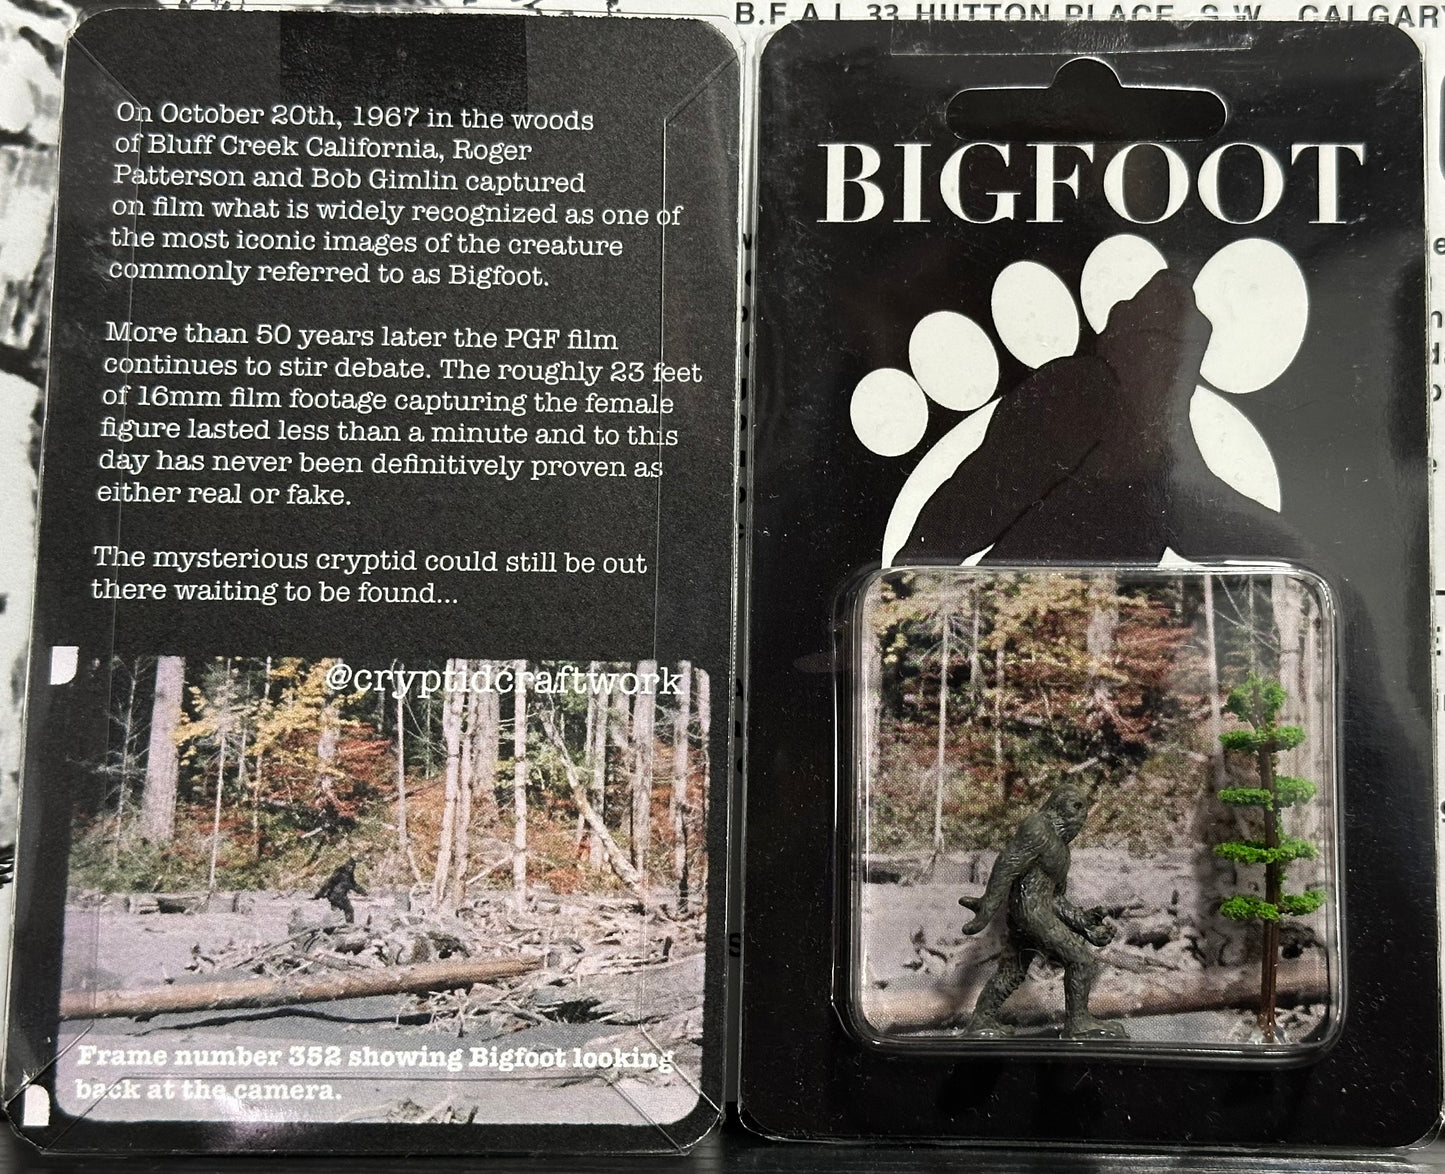 B.F.A.I. 33 HUTTON PLACE, S.W., CALGARY
On October 20th, 1967 in the woods
of Bluff Creek California, Roger
Patterson and Bob Gimlin captured
on film what is widely recognized as one of
the most iconic images of the creature
commonly referred to as Bigfoot.
More than 50 years later the PGF film
continues to stir debate. The roughly 23 feet
of 16mm film footage capturing the female
figure lasted less than a minute and to this
day has never been definitively proven as
either real or fake.
The mysterious cryptid could still be out
there waiting to be found...
@cryptidcraftwork
Frame number 352 showing Bigfoot looking
back at the camera.
BIGFOOT